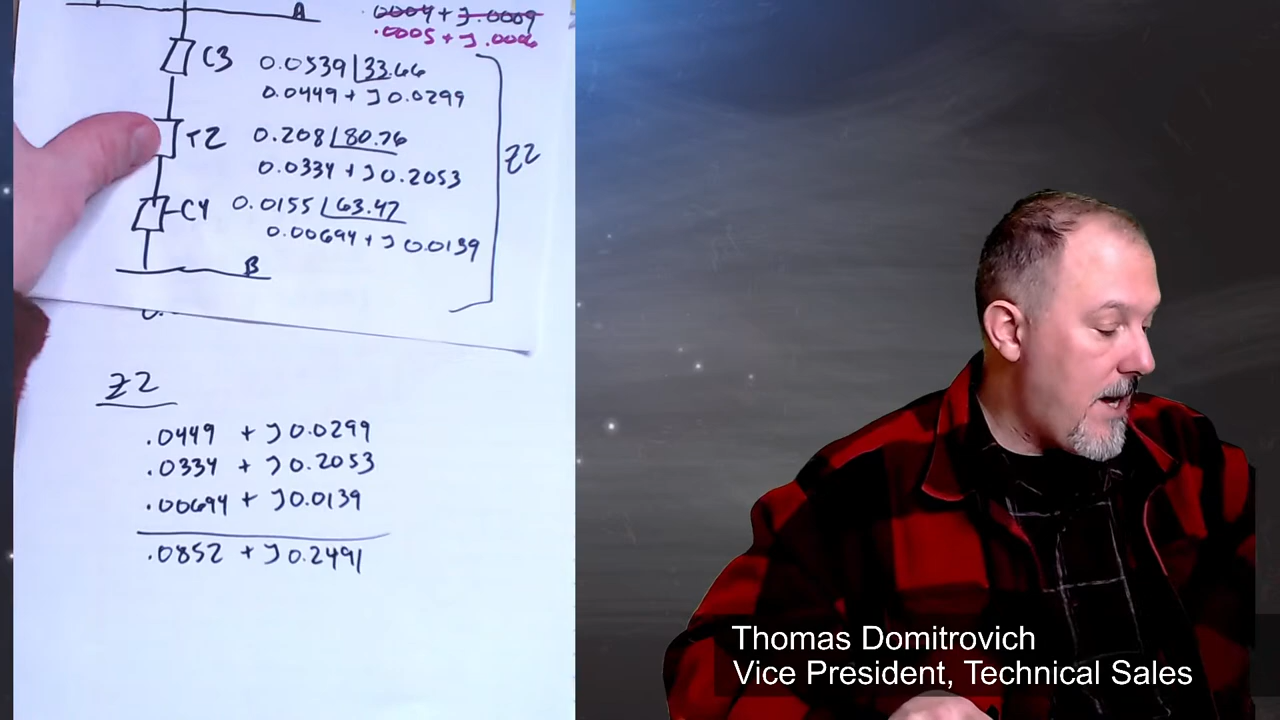 A
.0004 + J.0009
.0005 + J.0006
C3 0.0539 33.66
0.0449 + J0.0299
T2 0.208 80.76
0.0334 + J0.2053
C4 0.0155 63.47
0.00694 + J0.0139
B
Z2
Z2
.0449 + J0.0299
.0334 + J0.2053
.00694 + J0.0139
.0852 + J0.2491
Thomas Domitrovich
Vice President, Technical Sales